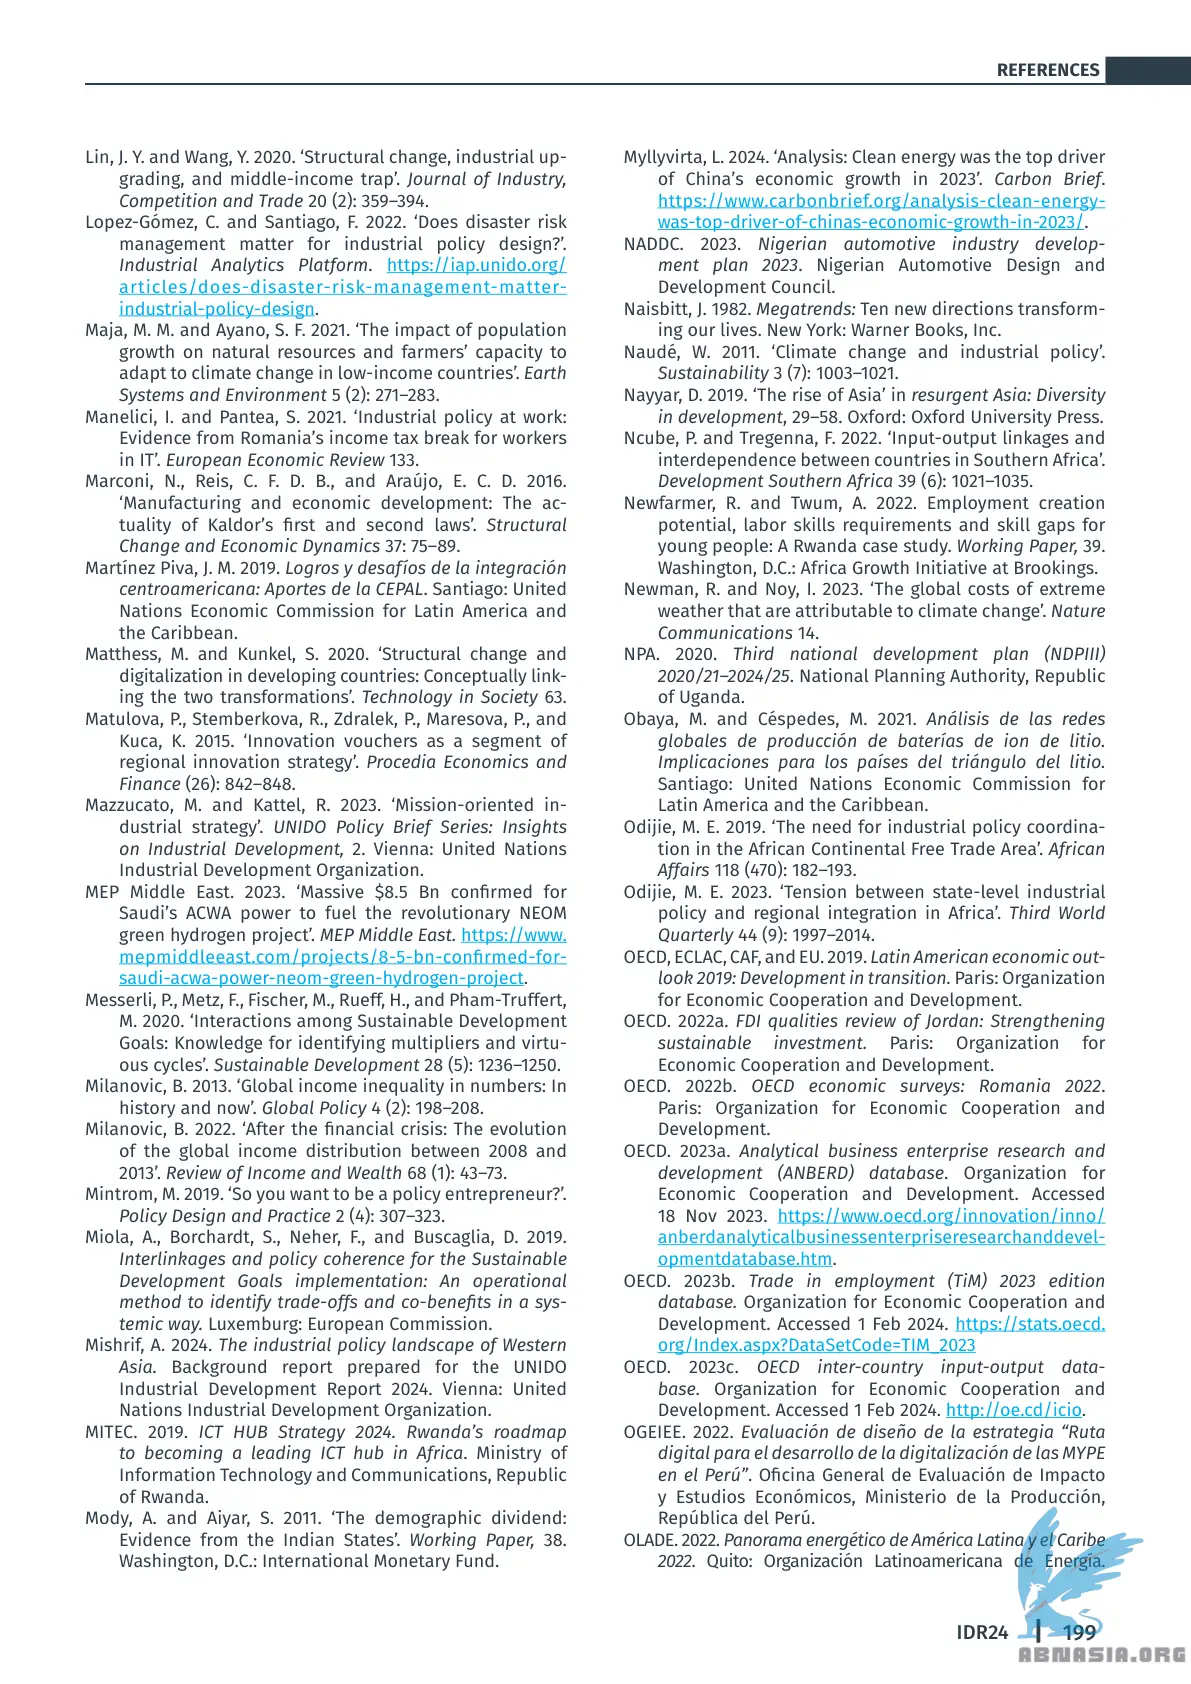 REFERENCES
Lin, J. Y. and Wang, Y. 2020. ‘Structural change, industrial up-
grading, and middle-income trap’. Journal of Industry,
Competition and Trade 20 (2): 359–394.
Lopez-Gómez, C. and Santiago, F. 2022. ‘Does disaster risk
management matter for industrial policy design?’.
Industrial Analytics Platform. https://iap.unido.org/
articles/does-disaster-risk-management-matter-
industrial-policy-design.
Maja, M. M. and Ayano, S. F. 2021. ‘The impact of population
growth on natural resources and farmers’ capacity to
adapt to climate change in low-income countries’. Earth
Systems and Environment 5 (2): 271–283.
Manelici, I. and Pantea, S. 2021. ‘Industrial policy at work:
Evidence from Romania’s income tax break for workers
in IT’. European Economic Review 133.
Marconi, N., Reis, C. F. D. B., and Araújo, E. C. D. 2016.
‘Manufacturing and economic development: The ac-
tuality of Kaldor’s first and second laws’. Structural
Change and Economic Dynamics 37: 75–89.
Martínez Piva, J. M. 2019. Logros y desafíos de la integración
centroamericana: Aportes de la CEPAL. Santiago: United
Nations Economic Commission for Latin America and
the Caribbean.
Matthess, M. and Kunkel, S. 2020. ‘Structural change and
digitalization in developing countries: Conceptually link-
ing the two transformations’. Technology in Society 63.
Matulova, P., Stemberkova, R., Zdralek, P., Maresova, P., and
Kuca, K. 2015. ‘Innovation vouchers as a segment of
regional innovation strategy’. Procedia Economics and
Finance (26): 842–848.
Mazzucato, M. and Kattel, R. 2023. ‘Mission-oriented in-
dustrial strategy’. UNIDO Policy Brief Series: Insights
on Industrial Development, 2. Vienna: United Nations
Industrial Development Organization.
MEP Middle East. 2023. ‘Massive $8.5 Bn confirmed for
Saudi’s ACWA power to fuel the revolutionary NEOM
green hydrogen project’. MEP Middle East. https://www.
mepmiddleeast.com/projects/8-5-bn-confirmed-for-
saudi-acwa-power-neom-green-hydrogen-project.
Messerli, P., Metz, F., Fischer, M., Rueff, H., and Pham-Truffert,
M. 2020. ‘Interactions among Sustainable Development
Goals: Knowledge for identifying multipliers and virtu-
ous cycles’. Sustainable Development 28 (5): 1236–1250.
Milanovic, B. 2013. ‘Global income inequality in numbers: In
history and now’. Global Policy 4 (2): 198–208.
Milanovic, B. 2022. ‘After the financial crisis: The evolution
of the global income distribution between 2008 and
2013’. Review of Income and Wealth 68 (1): 43–73.
Mintrom, M. 2019. ‘So you want to be a policy entrepreneur?’.
Policy Design and Practice 2 (4): 307–323.
Miola, A., Borchardt, S., Neher, F., and Buscaglia, D. 2019.
Interlinkages and policy coherence for the Sustainable
Development Goals implementation: An operational
method to identify trade-offs and co-benefits in a sys-
temic way. Luxemburg: European Commission.
Mishrif, A. 2024. The industrial policy landscape of Western
Asia. Background report prepared for the UNIDO
Industrial Development Report 2024. Vienna: United
Nations Industrial Development Organization.
MITEC. 2019. ICT HUB Strategy 2024. Rwanda’s roadmap
to becoming a leading ICT hub in Africa. Ministry of
Information Technology and Communications, Republic
of Rwanda.
Mody, A. and Aiyar, S. 2011. ‘The demographic dividend:
Evidence from the Indian States’. Working Paper, 38.
Washington, D.C.: International Monetary Fund.
Myllyvirta, L. 2024. ‘Analysis: Clean energy was the top driver
of China’s economic growth in 2023’. Carbon Brief.
https://www.carbonbrief.org/analysis-clean-energy-
was-top-driver-of-chinas-economic-growth-in-2023/.
NADDC. 2023. Nigerian automotive industry develop-
ment plan 2023. Nigerian Automotive Design and
Development Council.
Naisbitt, J. 1982. Megatrends: Ten new directions transform-
ing our lives. New York: Warner Books, Inc.
Naudé, W. 2011. ‘Climate change and industrial policy’.
Sustainability 3 (7): 1003–1021.
Nayyar, D. 2019. ‘The rise of Asia’ in resurgent Asia: Diversity
in development, 29–58. Oxford: Oxford University Press.
Ncube, P. and Tregenna, F. 2022. ‘Input-output linkages and
interdependence between countries in Southern Africa’.
Development Southern Africa 39 (6): 1021–1035.
Newfarmer, R. and Twum, A. 2022. Employment creation
potential, labor skills requirements and skill gaps for
young people: A Rwanda case study. Working Paper, 39.
Washington, D.C.: Africa Growth Initiative at Brookings.
Newman, R. and Noy, I. 2023. ‘The global costs of extreme
weather that are attributable to climate change’. Nature
Communications 14.
NPA. 2020. Third national development plan (NDPIII)
2020/21–2024/25. National Planning Authority, Republic
of Uganda.
Obaya, M. and Céspedes, M. 2021. Análisis de las redes
globales de producción de baterías de ion de litio.
Implicaciones para los países del triángulo del litio.
Santiago: United Nations Economic Commission for
Latin America and the Caribbean.
Odijie, M. E. 2019. ‘The need for industrial policy coordina-
tion in the African Continental Free Trade Area’. African
Affairs 118 (470): 182–193.
Odijie, M. E. 2023. ‘Tension between state-level industrial
policy and regional integration in Africa’. Third World
Quarterly 44 (9): 1997–2014.
OECD, ECLAC, CAF, and EU. 2019. Latin American economic out-
look 2019: Development in transition. Paris: Organization
for Economic Cooperation and Development.
OECD. 2022a. FDI qualities review of Jordan: Strengthening
sustainable investment. Paris: Organization for
Economic Cooperation and Development.
OECD. 2022b. OECD economic surveys: Romania 2022.
Paris: Organization for Economic Cooperation and
Development.
OECD. 2023a. Analytical business enterprise research and
development (ANBERD) database. Organization for
Economic Cooperation and Development. Accessed
18 Nov 2023. https://www.oecd.org/innovation/inno/
anberdanalyticalbusinessenterpriseresearchanddevel-
opmentdatabase.htm.
OECD. 2023b. Trade in employment (TiM) 2023 edition
database. Organization for Economic Cooperation and
Development. Accessed 1 Feb 2024. https://stats.oecd.
org/Index.aspx?DataSetCode=TIM_2023
OECD. 2023c. OECD inter-country input-output data-
base. Organization for Economic Cooperation and
Development. Accessed 1 Feb 2024. http://oe.cd/icio.
OGEIEE. 2022. Evaluación de diseño de la estrategia “Ruta
digital para el desarrollo de la digitalización de las MYPE
en el Perú”. Oficina General de Evaluación de Impacto
y Estudios Económicos, Ministerio de la Producción,
República del Perú.
OLADE. 2022. Panorama energético de América Latina y el Caribe
2022. Quito: Organización Latinoamericana de Energía.
IDR24 | 199
ABNASIA.ORG